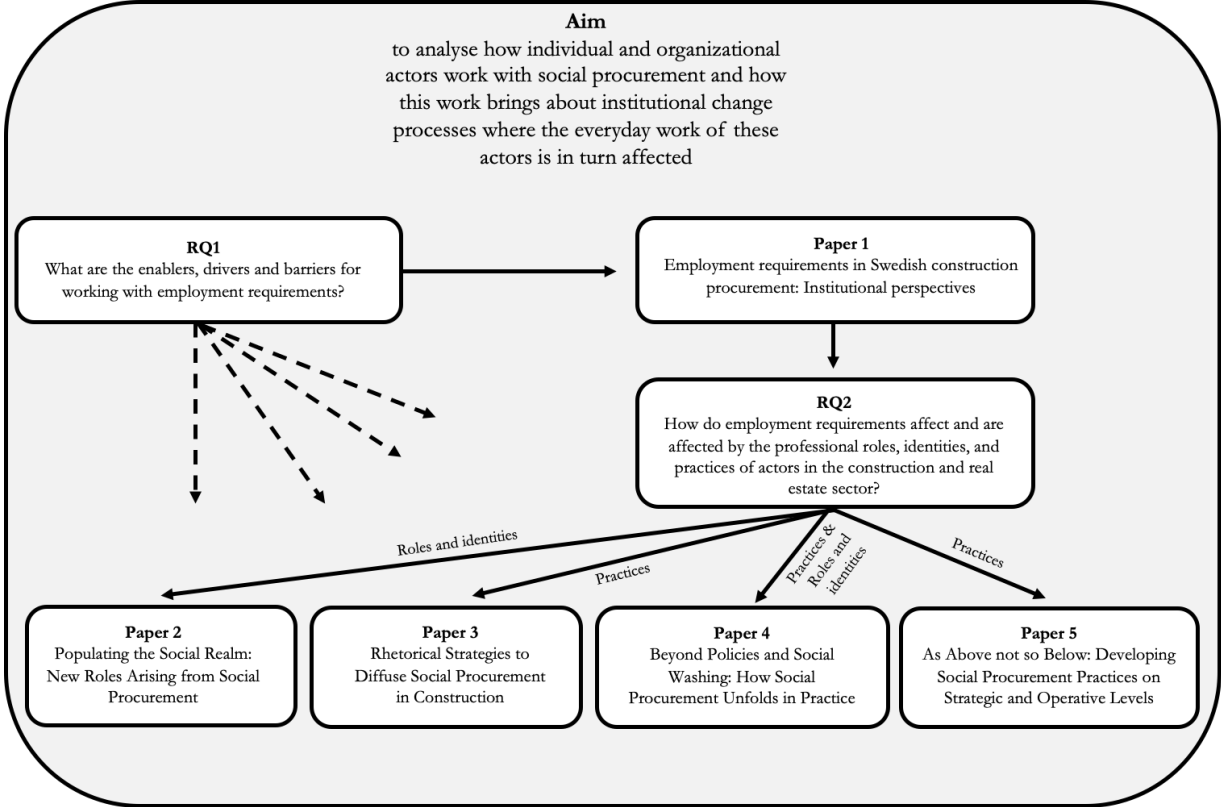 Aim
to analyse how individual and organizational
actors work with social procurement and how
this work brings about institutional change
processes where the everyday work of these
actors is in turn affected
RQ1
What are the enablers, drivers and barriers for
working with employment requirements?
Paper 1
Employment requirements in Swedish construction
procurement: Institutional perspectives
RQ2
How do employment requirements affect and are
affected by the professional roles, identities, and
practices of actors in the construction and real
estate sector?
Roles and identities
Practices
Practices &
Roles and
identities
Practices
Paper 2
Populating the Social Realm:
New Roles Arising from Social
Procurement
Paper 3
Rhetorical Strategies to
Diffuse Social Procurement
in Construction
Paper 4
Beyond Policies and Social
Washing: How Social
Procurement Unfolds in Practice
Paper 5
As Above not so Below: Developing
Social Procurement Practices on
Strategic and Operative Levels